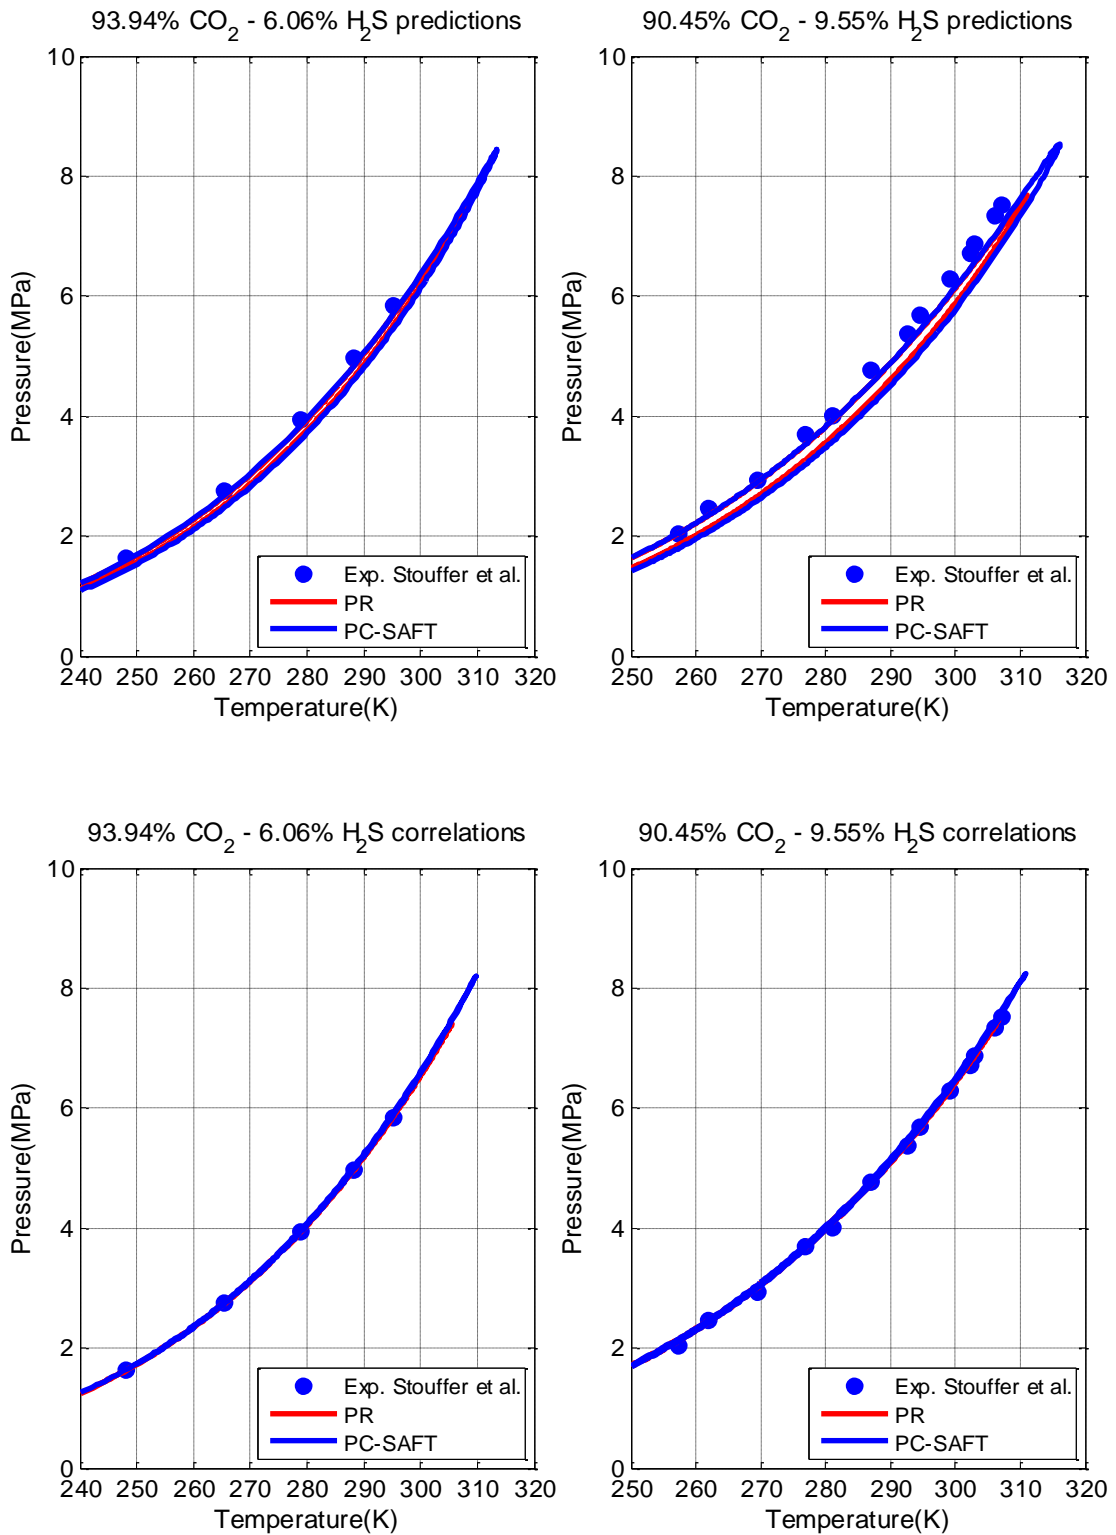 93.94% CO2 - 6.06% H2S predictions
10
8
6
4
2
0
Pressure(MPa)
Exp. Stouffer et al.
PR
PC-SAFT
240 250 260 270 280 290 300 310 320
Temperature(K)
90.45% CO2 - 9.55% H2S predictions
10
8
6
4
2
0
Pressure(MPa)
Exp. Stouffer et al.
PR
PC-SAFT
250 260 270 280 290 300 310 320
Temperature(K)
93.94% CO2 - 6.06% H2S correlations
10
8
6
4
2
0
Pressure(MPa)
Exp. Stouffer et al.
PR
PC-SAFT
240 250 260 270 280 290 300 310 320
Temperature(K)
90.45% CO2 - 9.55% H2S correlations
10
8
6
4
2
0
Pressure(MPa)
Exp. Stouffer et al.
PR
PC-SAFT
250 260 270 280 290 300 310 320
Temperature(K)